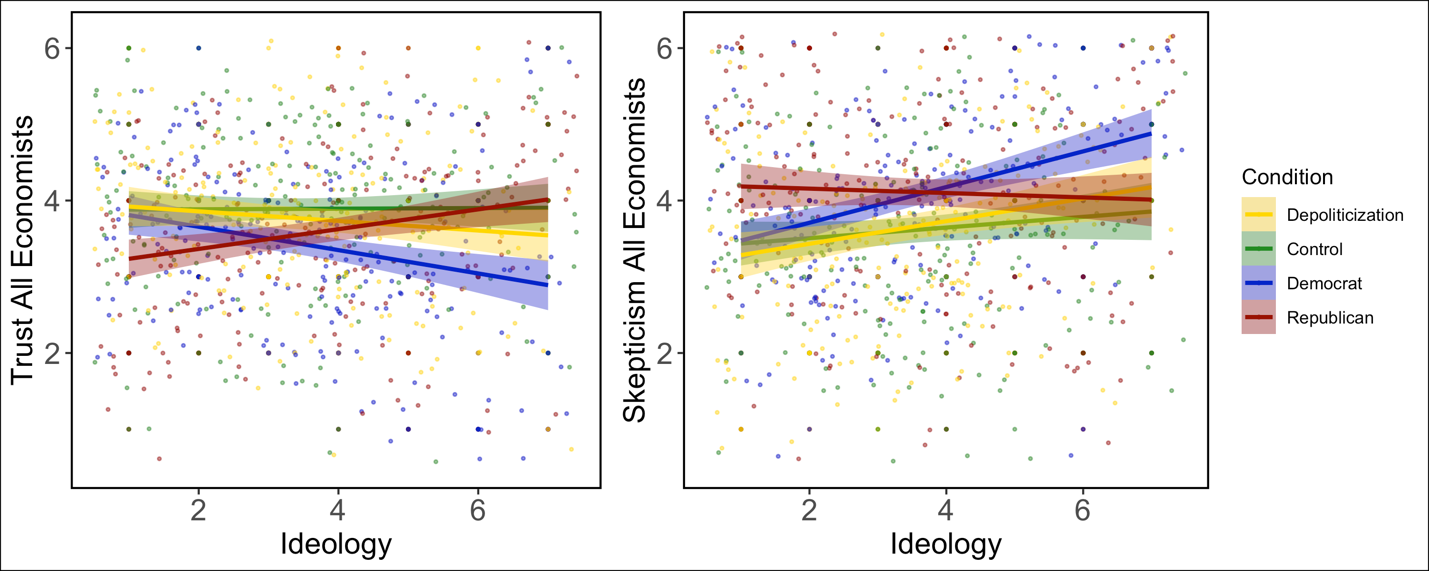 Trust All Economists
6
4
2
2
4
6
Ideology
Skepticism All Economists
6
4
2
2
4
6
Ideology
Condition
Depoliticization
Control
Democrat
Republican